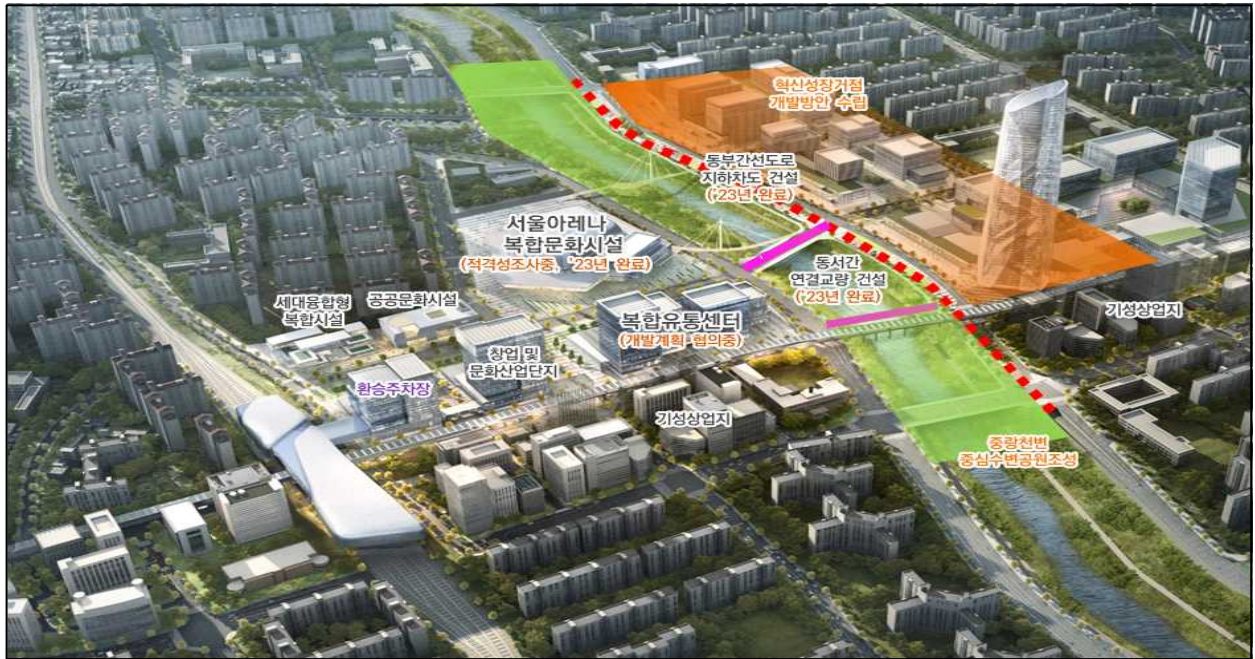 혁신성장거점
개발방안 수립
동부간선도로
지하차도 건설
('23년 완료)
서울아레나
복합문화시설
(적격성조사중, '23년 완료)
동서간
연결교량 건설
('23년 완료)
세대융합형
복합시설
공공문화시설
복합유통센터
(개발계획 협의중)
기성상업지
창업 및
문화산업단지
환승주차장
기성상업지
중랑천변
중심수변공원조성